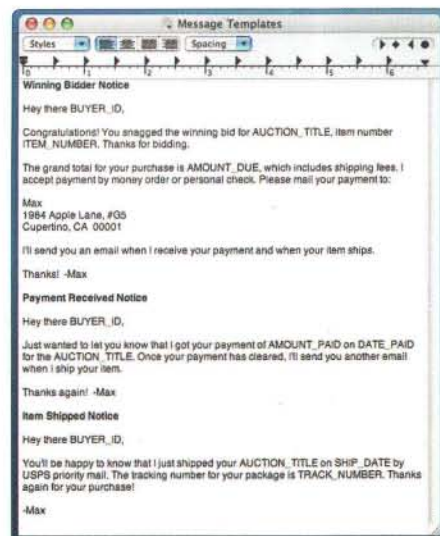 Message Templates
Styles Spacing
0 1 2 3 4 5 6
Winning Bidder Notice
Hey there BUYER_ID,
Congratulations! You snagged the winning bid for AUCTION_TITLE, item number
ITEM_NUMBER. Thanks for bidding.
The grand total for your purchase is AMOUNT_DUE, which includes shipping fees. I
accept payment by money order or personal check. Please mail your payment to:
Max
1984 Apple Lane, #G5
Cupertino, CA 00001
I'll send you an email when I receive your payment and when your item ships.
Thanks! -Max
Payment Received Notice
Hey there BUYER_ID,
Just wanted to let you know that I got your payment of AMOUNT_PAID on DATE_PAID
for the AUCTION_TITLE. Once your payment has cleared, I'll send you another email
when I ship your item.
Thanks again! -Max
Item Shipped Notice
Hey there BUYER_ID,
You'll be happy to know that I just shipped your AUCTION_TITLE on SHIP_DATE by
USPS priority mail. The tracking number for your package is TRACK_NUMBER. Thanks
again for your purchase!
-Max